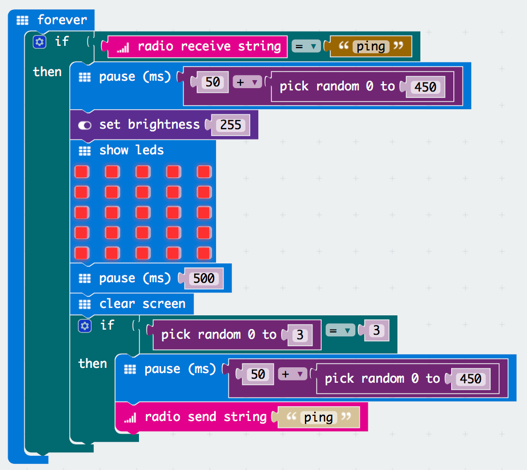 forever
if radio receive string = ▾ “ ping ”
then pause (ms) 50 + ▾ pick random 0 to 450
set brightness 255
show leds
pause (ms) 500
clear screen
if pick random 0 to 3 = ▾ 3
then pause (ms) 50 + ▾ pick random 0 to 450
radio send string “ ping ”